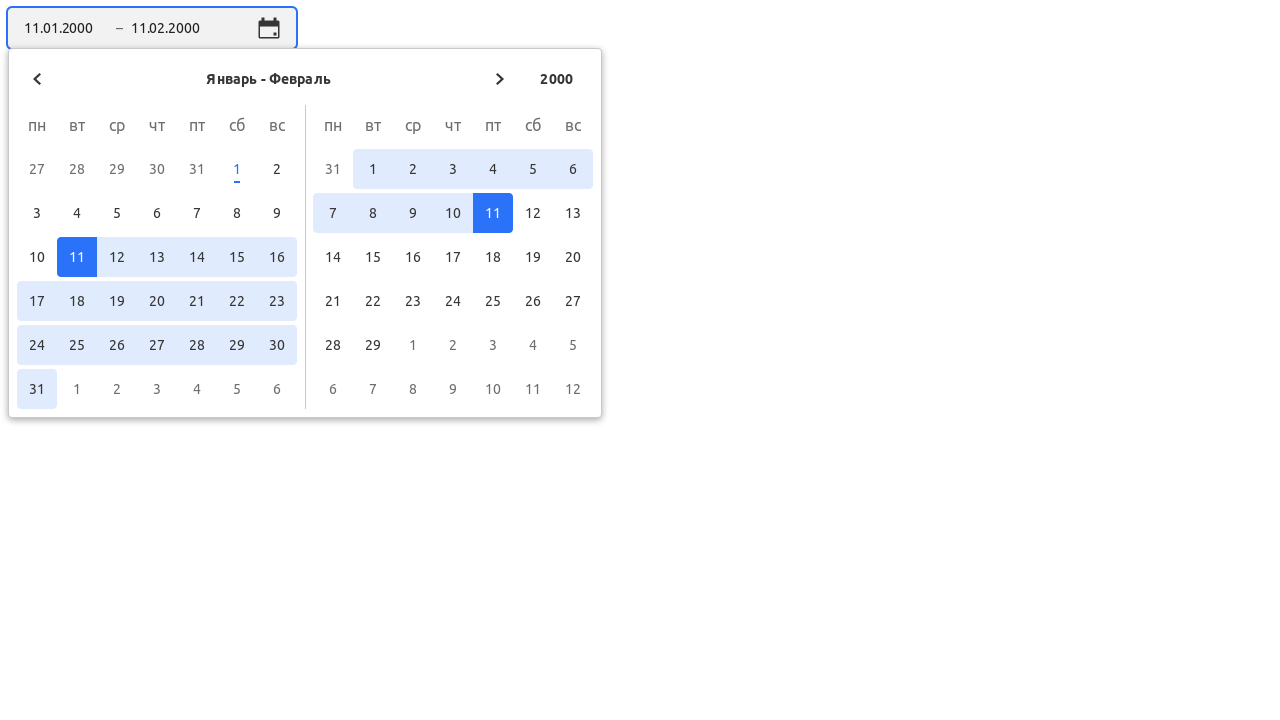 11.01.2000 – 11.02.2000
Январь - Февраль 2000
пн вт ср чт пт сб вс
27 28 29 30 31 1 2
3 4 5 6 7 8 9
10 11 12 13 14 15 16
17 18 19 20 21 22 23
24 25 26 27 28 29 30
31 1 2 3 4 5 6
пн вт ср чт пт сб вс
31 1 2 3 4 5 6
7 8 9 10 11 12 13
14 15 16 17 18 19 20
21 22 23 24 25 26 27
28 29 1 2 3 4 5
6 7 8 9 10 11 12